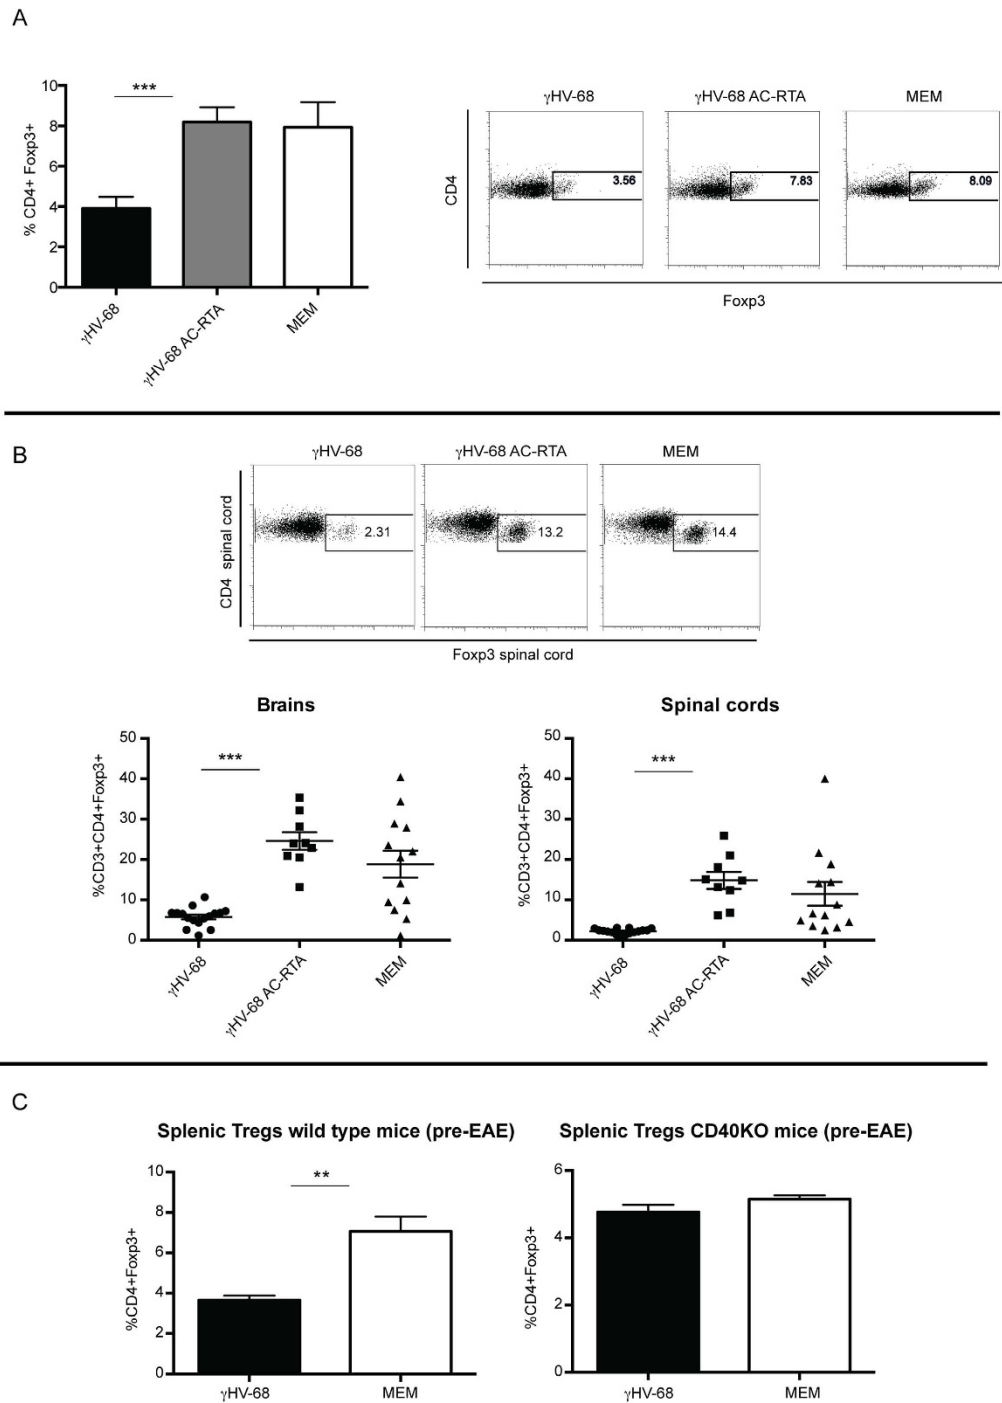 A
10
8
6
4
2
0
% CD4+ Foxp3+
***
γHV-68
γHV-68 AC-RTA
MEM
γHV-68
γHV-68 AC-RTA
MEM
CD4
3.56
7.83
8.09
Foxp3
B
γHV-68
γHV-68 AC-RTA
MEM
CD4 spinal cord
2.31
13.2
14.4
Foxp3 spinal cord
Brains
%CD3+CD4+Foxp3+
50
40
30
20
10
0
***
γHV-68
γHV-68 AC-RTA
MEM
Spinal cords
%CD3+CD4+Foxp3+
50
40
30
20
10
0
***
γHV-68
γHV-68 AC-RTA
MEM
C
Splenic Tregs wild type mice (pre-EAE)
%CD4+Foxp3+
10
8
6
4
2
0
**
γHV-68
MEM
Splenic Tregs CD40KO mice (pre-EAE)
%CD4+Foxp3+
6
4
2
0
γHV-68
MEM